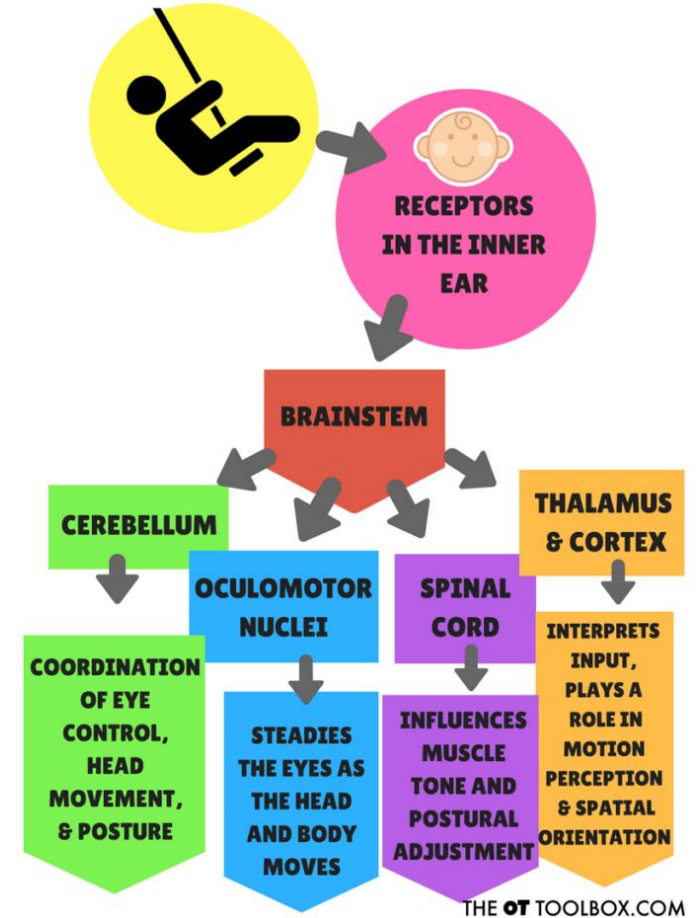 RECEPTORS
IN THE INNER
EAR
BRAINSTEM
CEREBELLUM
OCULOMOTOR
NUCLEI
SPINAL
CORD
THALAMUS
& CORTEX
COORDINATION
OF EYE
CONTROL,
HEAD
MOVEMENT,
& POSTURE
STEADIES
THE EYES AS
THE HEAD
AND BODY
MOVES
INFLUENCES
MUSCLE
TONE AND
POSTURAL
ADJUSTMENT
INTERPRETS
INPUT,
PLAYS A
ROLE IN
MOTION
PERCEPTION
& SPATIAL
ORIENTATION
THE OT TOOLBOX.COM